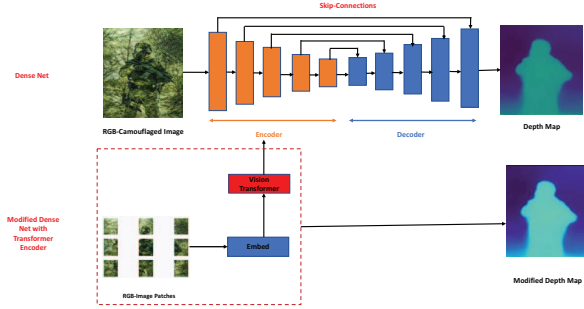 Skip-Connections
Dense Net
RGB-Camouflaged Image
Encoder
Decoder
Depth Map
Vision
Transformer
Modified Dense
Net with
Transformer
Encoder
Embed
RGB-Image Patches
Modified Depth Map